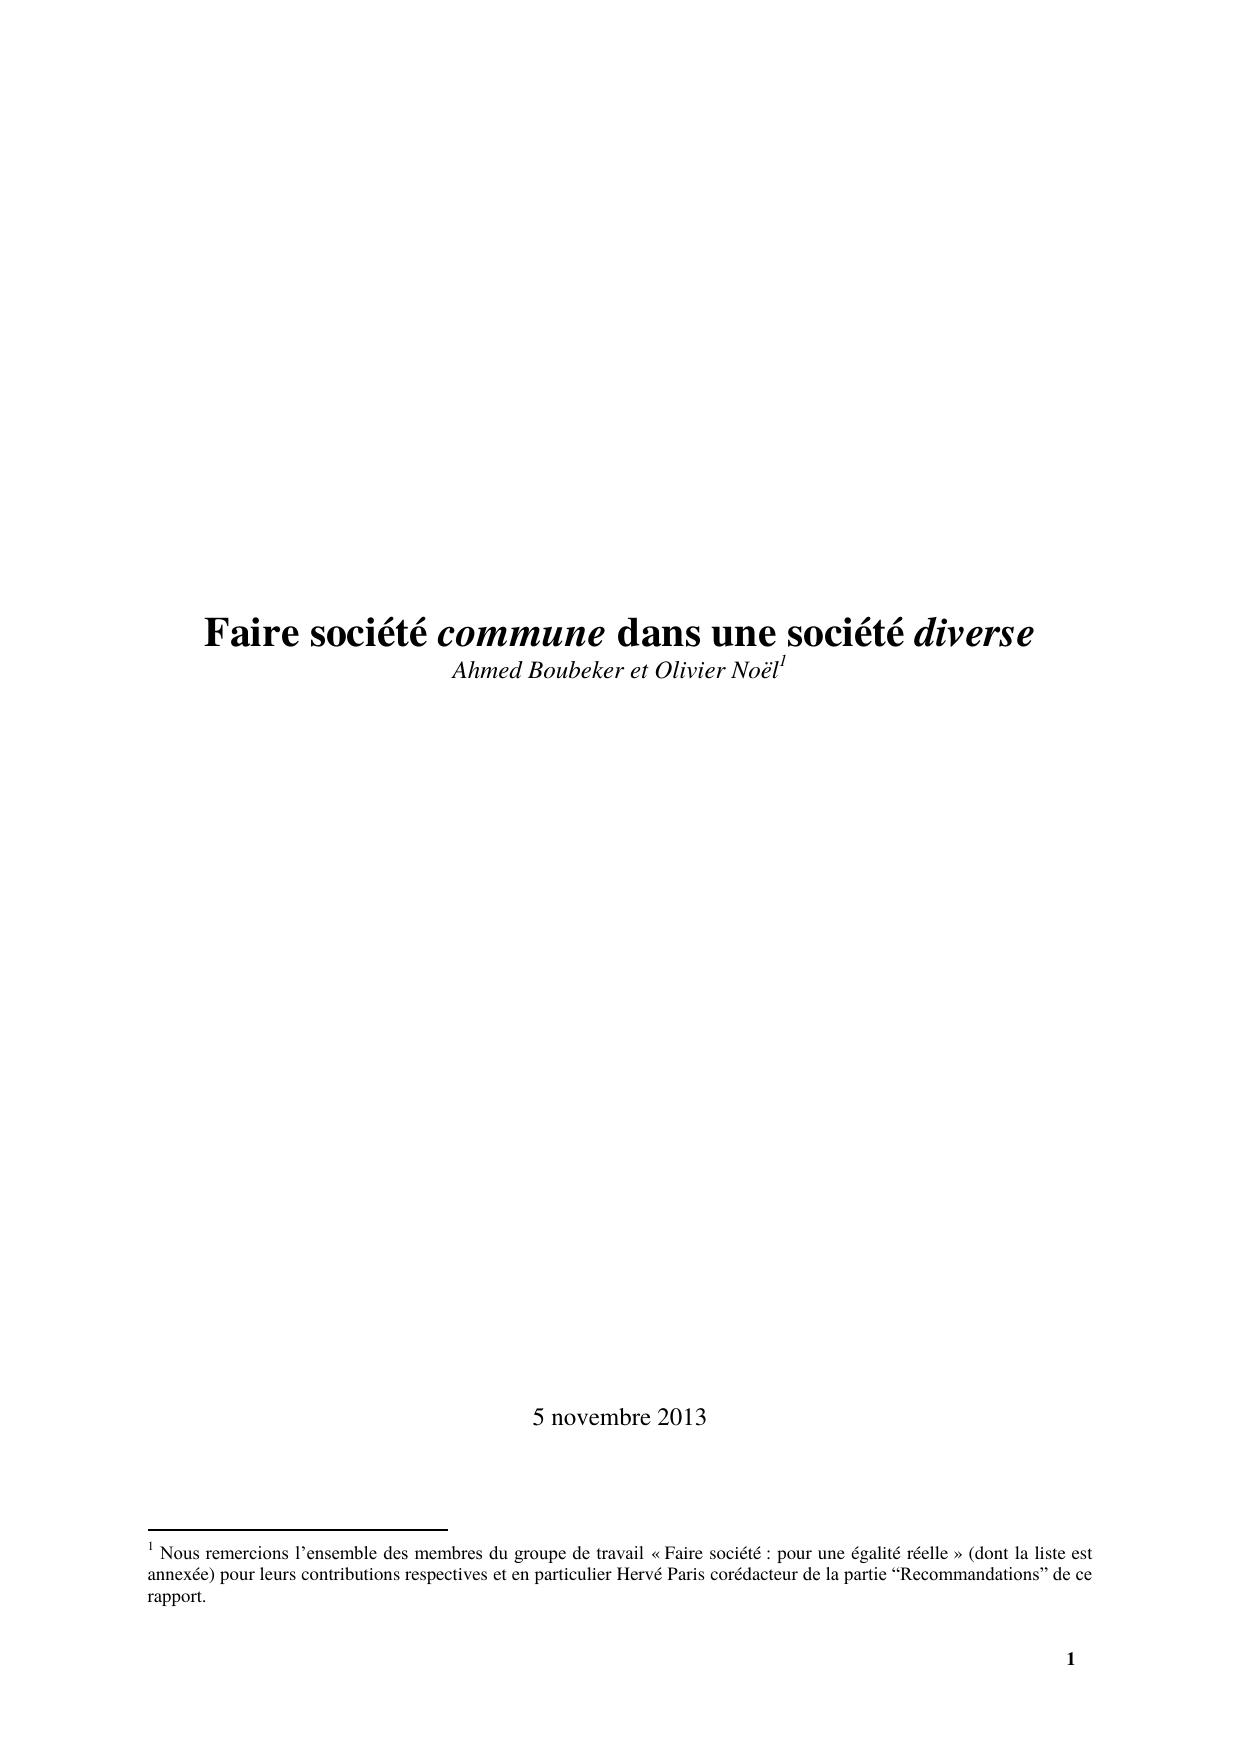 Faire société commune dans une société diverse
Ahmed Boubeker et Olivier Noël1
5 novembre 2013
1 Nous remercions l'ensemble des membres du groupe de travail « Faire société : pour une égalité réelle » (dont la liste est
annexée) pour leurs contributions respectives et en particulier Hervé Paris corédacteur de la partie “Recommandations” de ce
rapport.
1